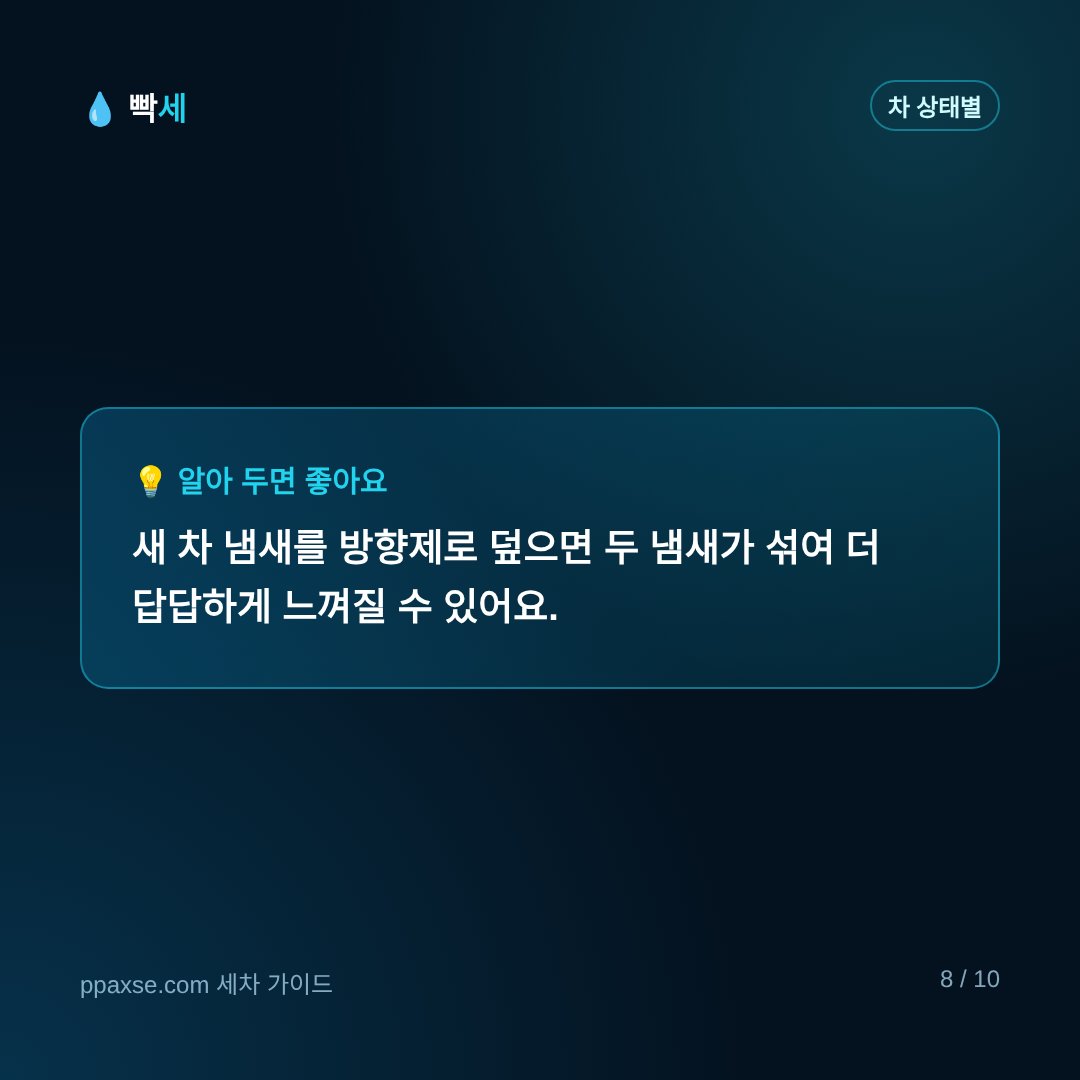 💧 빡세
차 상태별
💡 알아 두면 좋아요
새 차 냄새를 방향제로 덮으면 두 냄새가 섞여 더
답답하게 느껴질 수 있어요.
ppaxse.com 세차 가이드
8 / 10